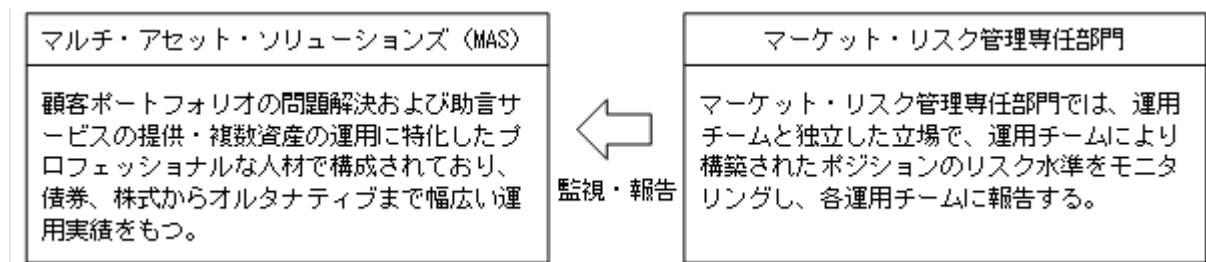 マルチ・アセット・ソリューションズ（MAS）
顧客ポートフォリオの問題解決および助言サ
ービスの提供・複数資産の運用に特化したプ
ロフェッショナルな人材で構成されており、
債券、株式からオルタナティブまで幅広い運
用実績をもつ。
監視・報告
マーケット・リスク管理専任部門
マーケット・リスク管理専任部門では、運用
チームと独立した立場で、運用チームにより
構築されたポジションのリスク水準をモニタ
リングし、各運用チームに報告する。